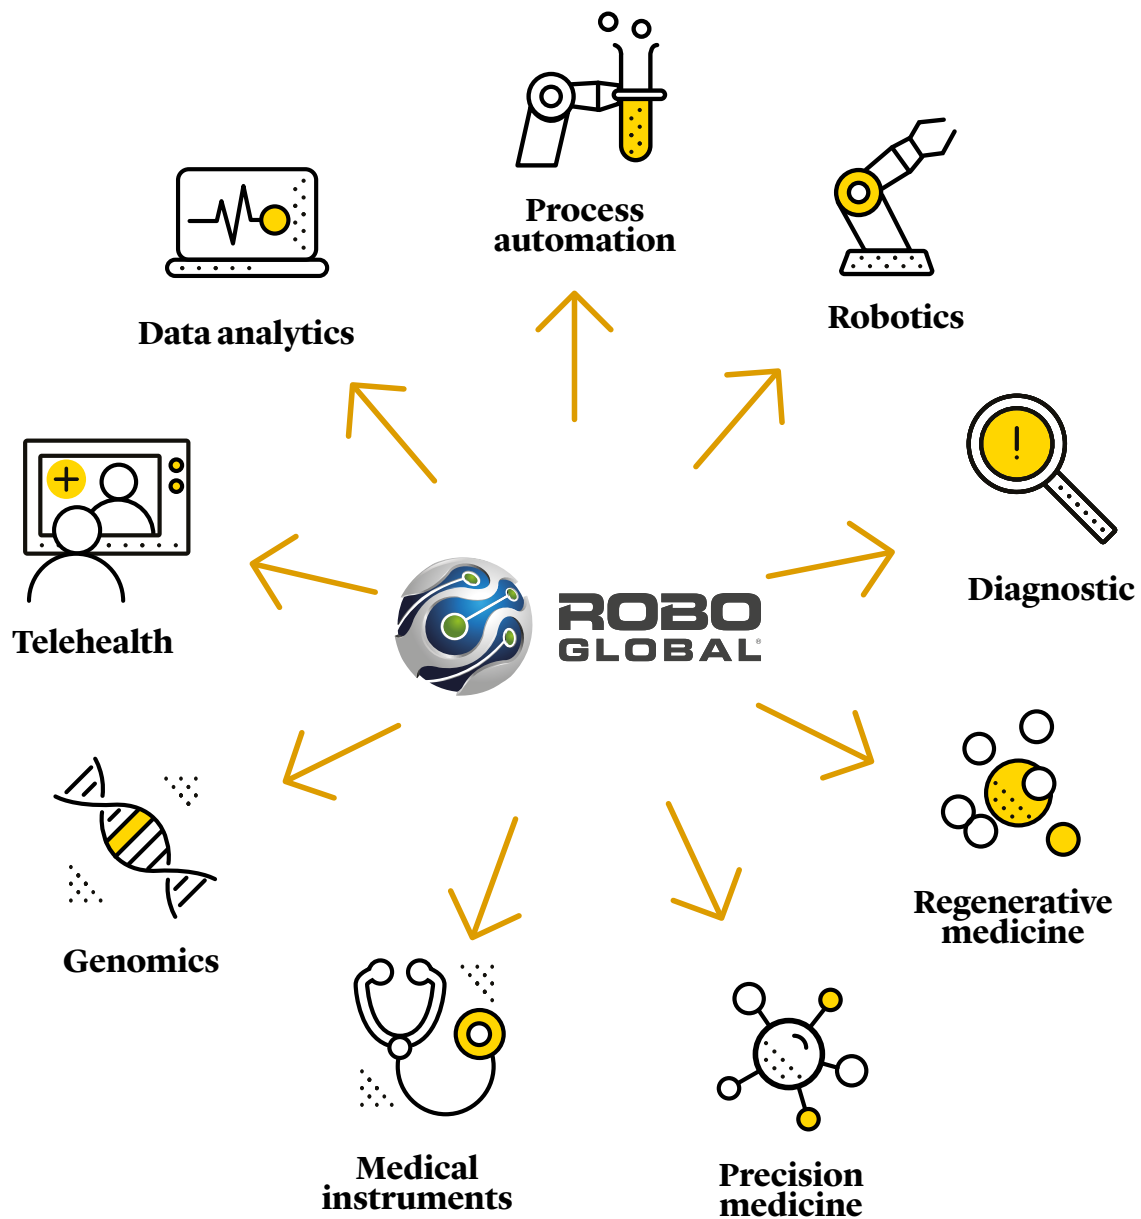 Process
automation
Robotics
Data analytics
Diagnostic
Telehealth
ROBO
GLOBAL®
Regenerative
medicine
Genomics
Medical
instruments
Precision
medicine